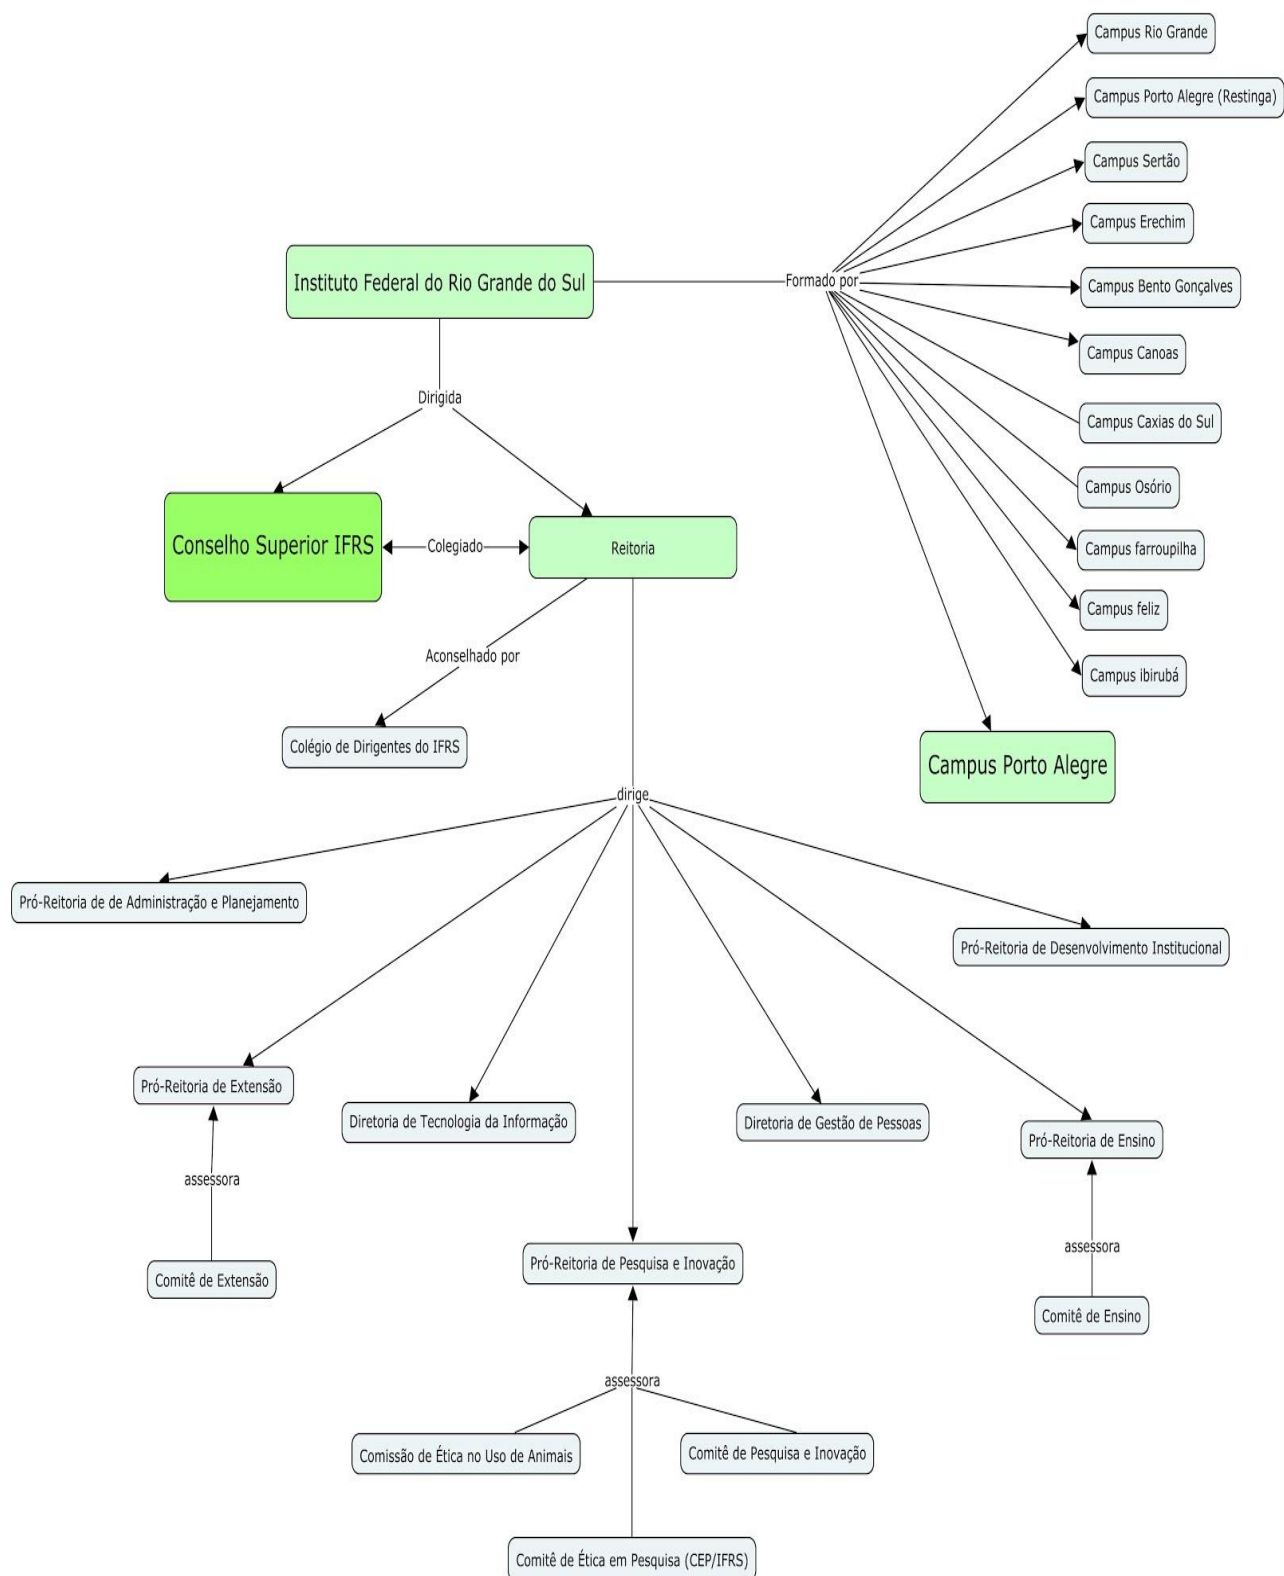 Campus Rio Grande
Campus Porto Alegre (Restinga)
Campus Sertão
Campus Erechim
Instituto Federal do Rio Grande do Sul
Formado por
Campus Bento Gonçalves
Campus Canoas
Dirigida
Campus Caxias do Sul
Campus Osório
Conselho Superior IFRS
Colegiado
Reitoria
Campus farroupilha
Campus feliz
Aconselhado por
Campus ibirubá
Colégio de Dirigentes do IFRS
Campus Porto Alegre
dirige
Pró-Reitoria de de Administração e Planejamento
Pró-Reitoria de Desenvolvimento Institucional
Pró-Reitoria de Extensão
Diretoria de Tecnologia da Informação
Diretoria de Gestão de Pessoas
Pró-Reitoria de Ensino
assessora
Pró-Reitoria de Pesquisa e Inovação
assessora
Comitê de Extensão
Comitê de Ensino
assessora
Comissão de Ética no Uso de Animais
Comitê de Pesquisa e Inovação
Comitê de Ética em Pesquisa (CEP/IFRS)